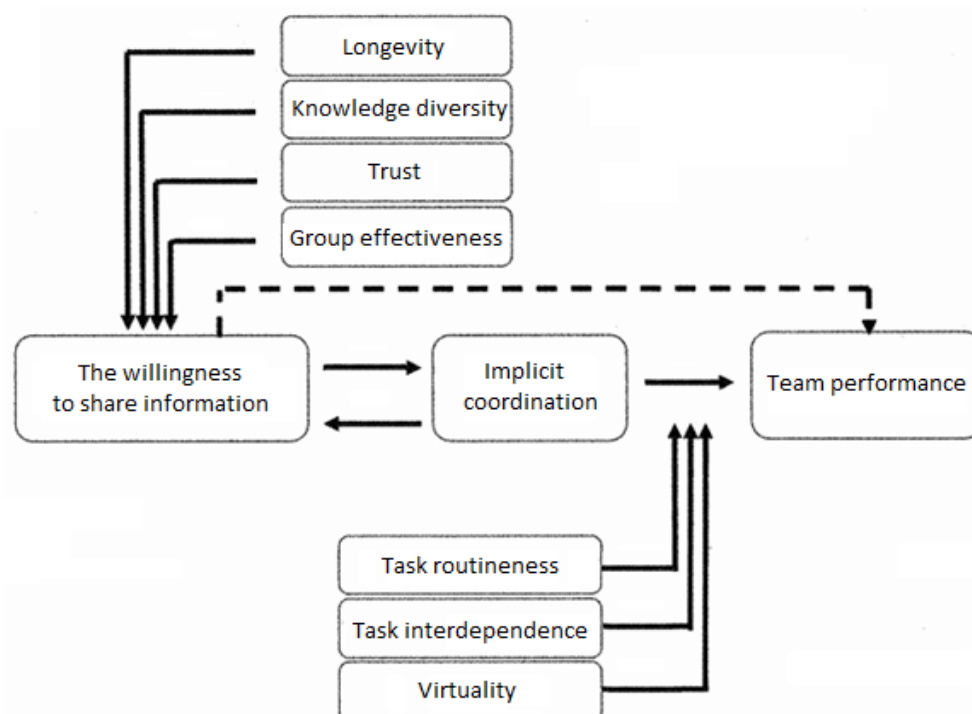 Longevity
Knowledge diversity
Trust
Group effectiveness
The willingness
to share information
Implicit
coordination
Team performance
Task routineness
Task interdependence
Virtuality